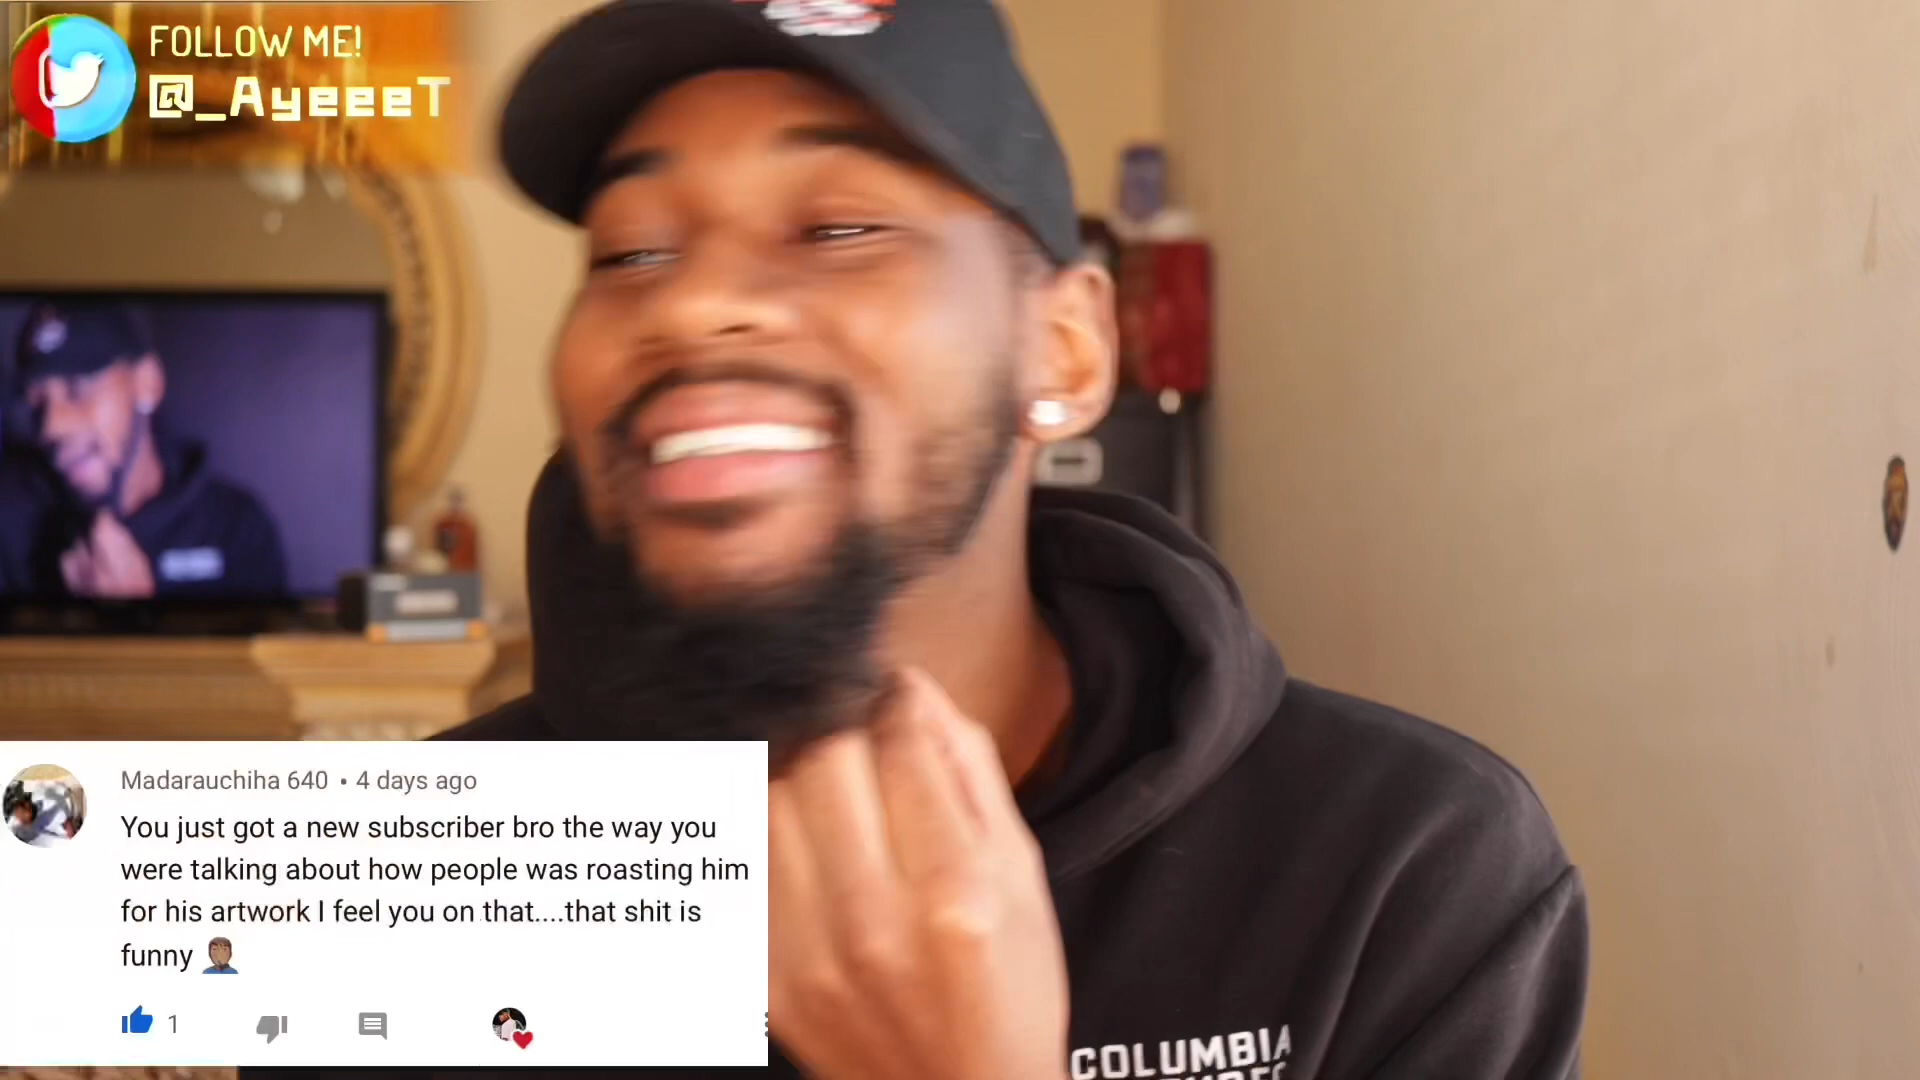 FOLLOW ME!
@_AyeeeT
Madarauchiha 640 • 4 days ago
You just got a new subscriber bro the way you
were talking about how people was roasting him
for his artwork I feel you on that....that shit is
funny
1
COLUMBIA